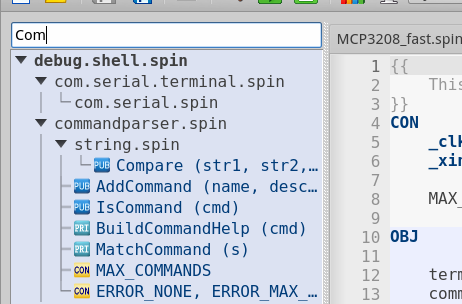 Com
debug.shell.spin
com.serial.terminal.spin
com.serial.spin
commandparser.spin
string.spin
PUB Compare (str1, str2,…
PUB AddCommand (name, desc…
PUB IsCommand (cmd)
PRI BuildCommandHelp (cmd)
PRI MatchCommand (s)
CON MAX_COMMANDS
CON ERROR_NONE, ERROR_MAX_…
MCP3208_fast.spin
1 {{
2 This
3 }}
4 CON
5 _clk
6 _xin
7
8 MAX_
9
10 OBJ
11
12 term
13 comm